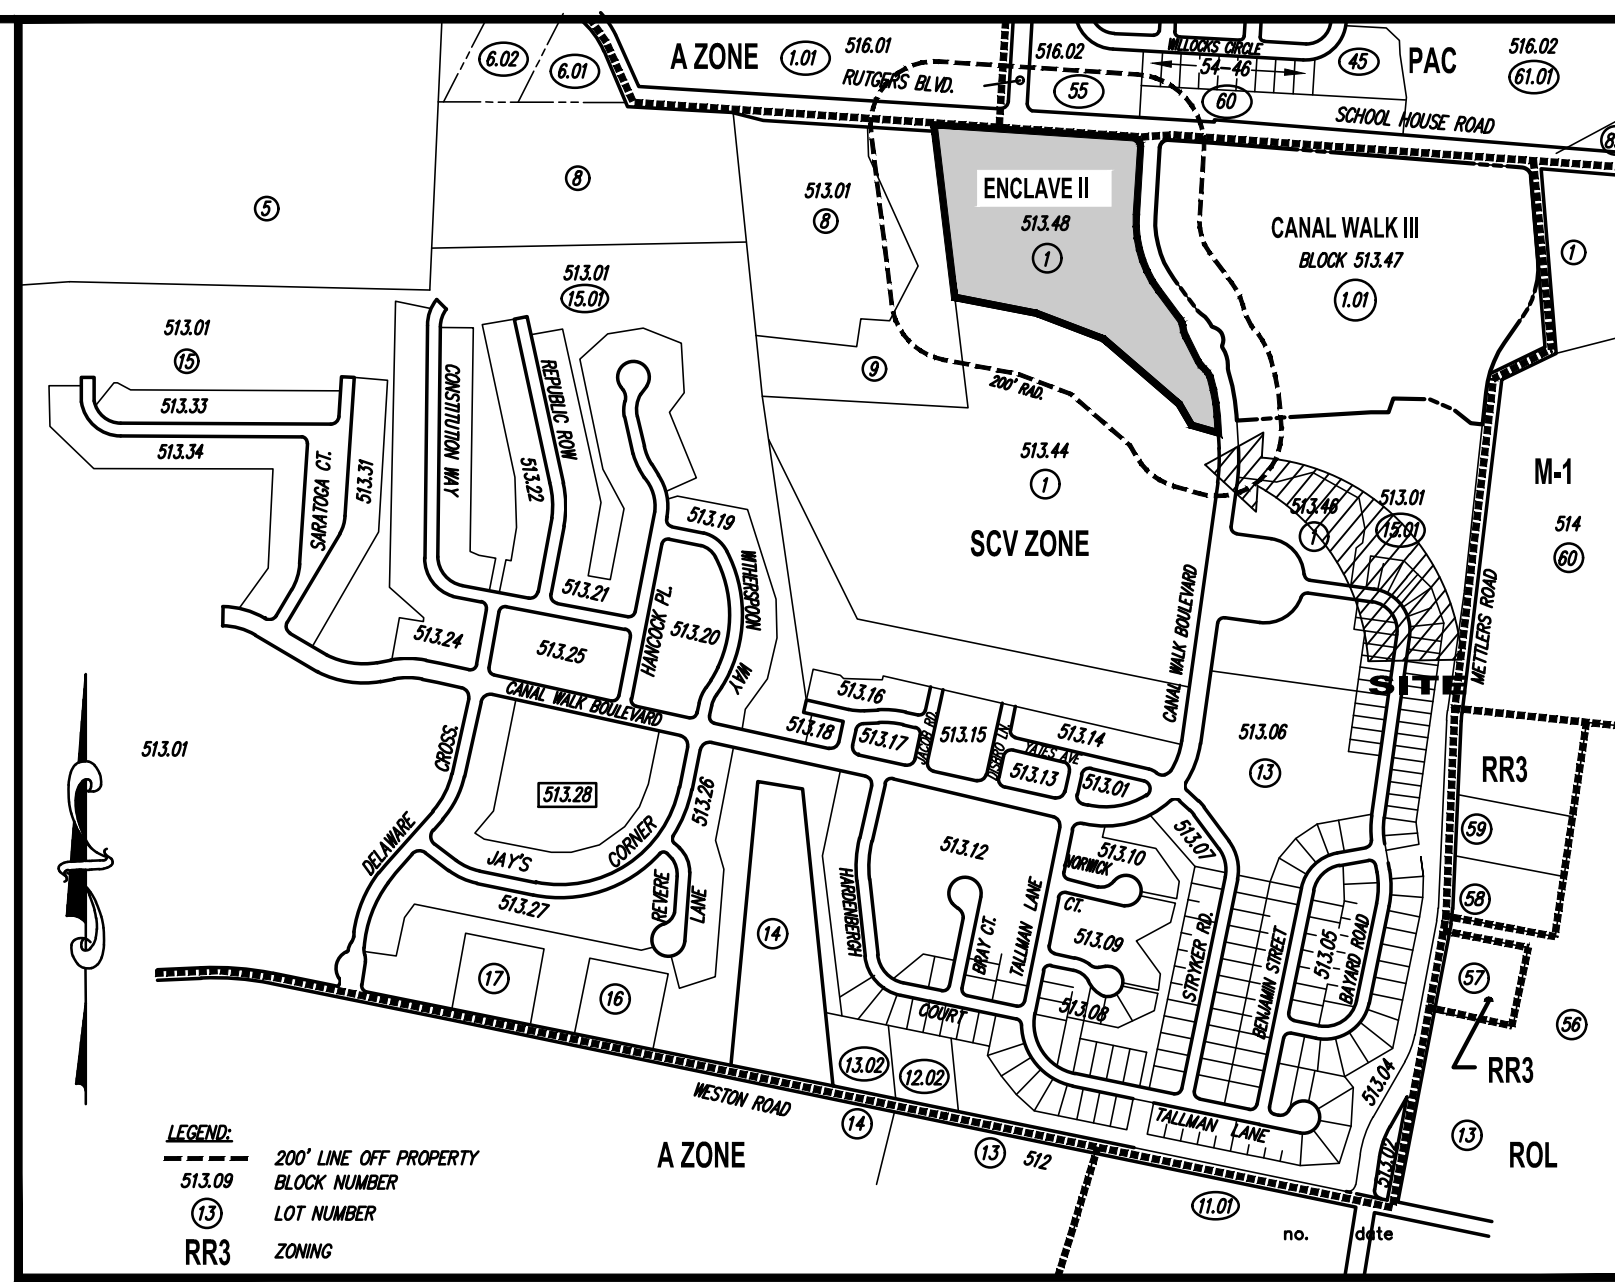 6.02
6.01
A ZONE
1.01
516.01
RUTGERS BLVD.
516.02
55
WILLOCKS CIRCLE
54-46
60
45
PAC
516.02
61.01
SCHOOL HOUSE ROAD
5
8
513.01
8
ENCLAVE II
513.48
1
CANAL WALK III
BLOCK 513.47
1.01
1
513.01
15.01
513.01
15
9
200' RAD.
513.33
513.34
SARATOGA CT.
513.31
CONSTITUTION WAY
REPUBLIC ROW
513.22
513.19
WITHERSPOON
WAY
513.21
HANCOCK PL.
513.20
513.24
513.25
CANAL WALK BOULEVARD
513.44
1
SCV ZONE
513.46
1
513.01
15.01
M-1
514
60
METTLERS ROAD
CANAL WALK BOULEVARD
SITE
513.01
DELAWARE
CROSS.
513.28
513.26
JAY'S
CORNER
513.27
REVERE
LANE
17
16
14
513.16
513.18
513.17
JACOB RD.
513.15
DISBRO LN.
513.14
YATES AVE
513.13
513.01
513.06
13
RR3
59
58
57
56
RR3
513.07
513.12
513.10
NORWICK
CT.
HARDENBERGH
COURT
BRAY CT.
TALLMAN LANE
513.09
513.08
STRYKER RD.
BENJAMIN STREET
513.05
BAYARD ROAD
513.04
13.02
12.02
TALLMAN LANE
WESTON ROAD
14
13
512
11.01
513.02
13
ROL
A ZONE
LEGEND:
200' LINE OFF PROPERTY
513.09 BLOCK NUMBER
13 LOT NUMBER
RR3 ZONING
no. date